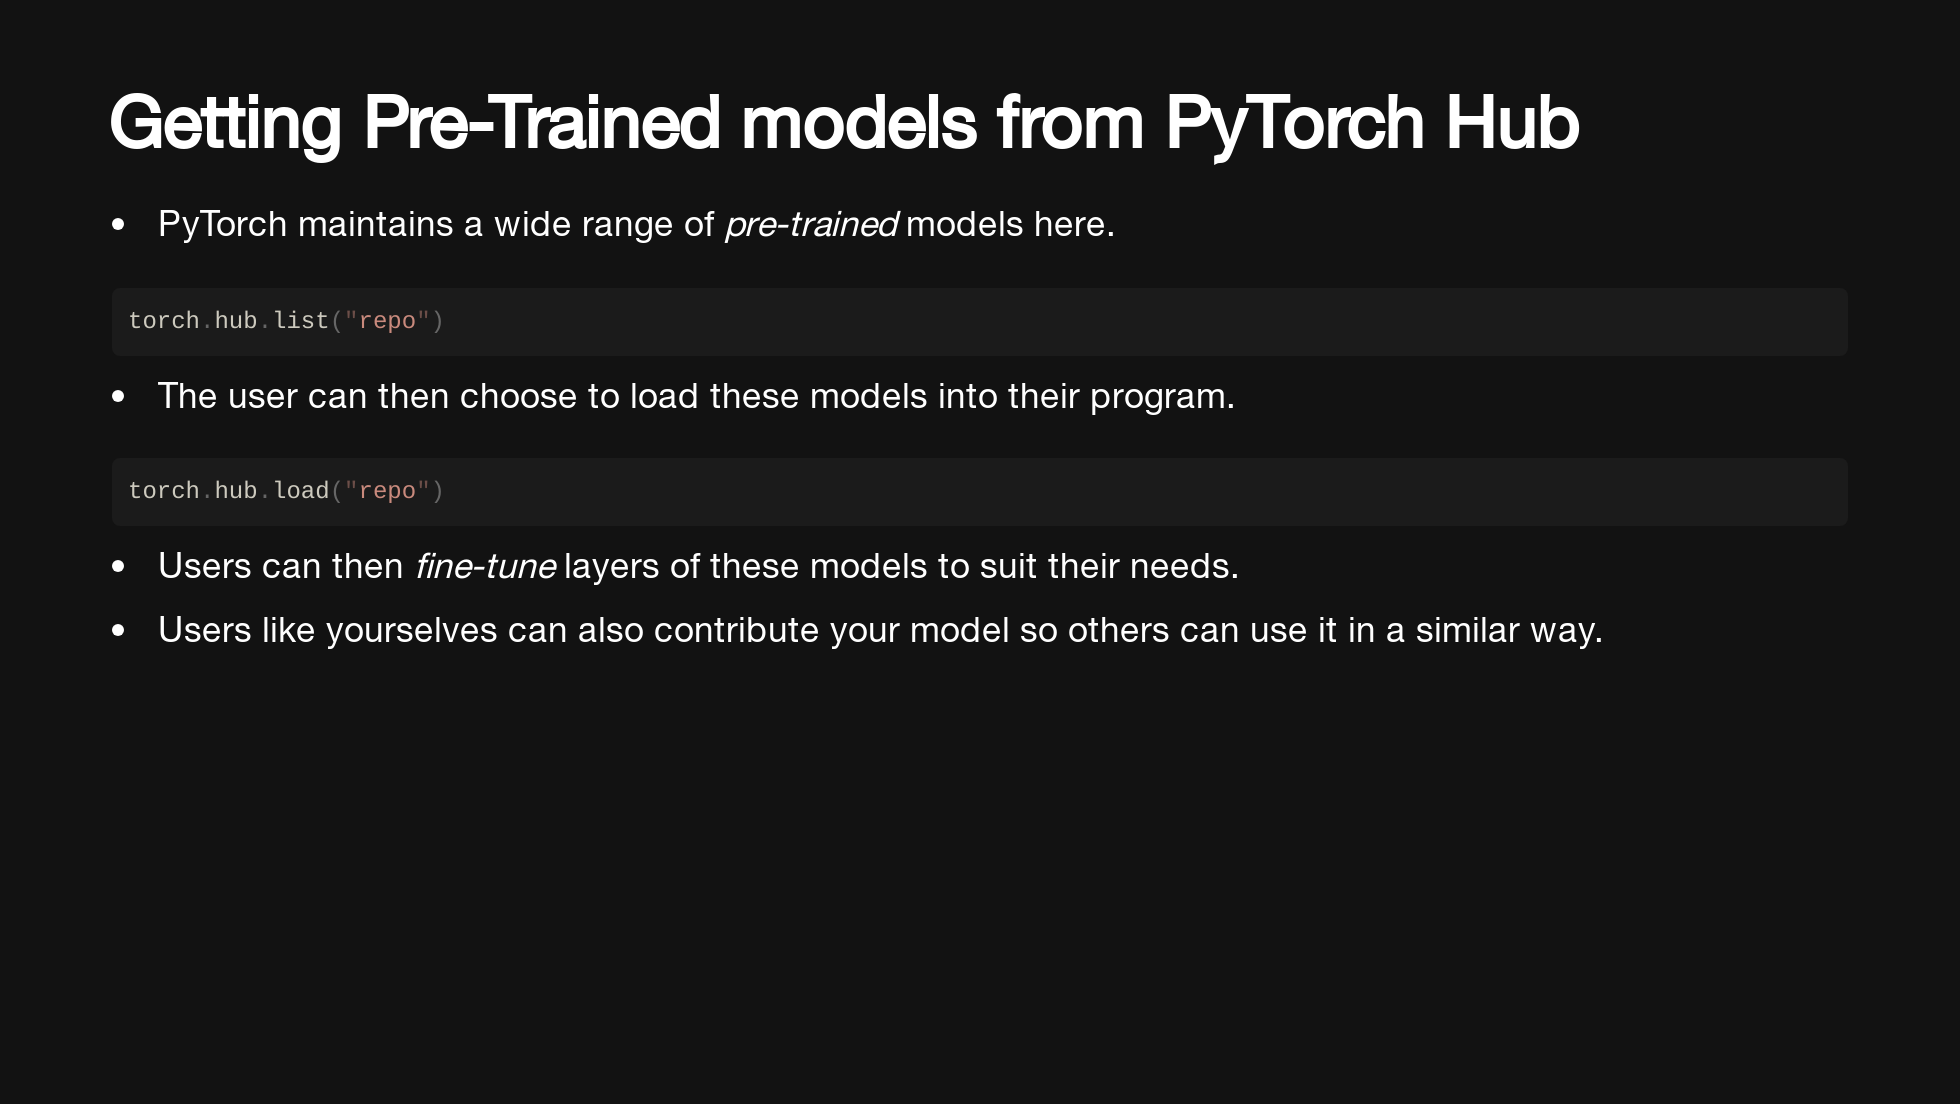 Getting Pre-Trained models from PyTorch Hub
• PyTorch maintains a wide range of pre-trained models here.
torch.hub.list("repo")
• The user can then choose to load these models into their program.
torch.hub.load("repo")
• Users can then fine-tune layers of these models to suit their needs.
• Users like yourselves can also contribute your model so others can use it in a similar way.